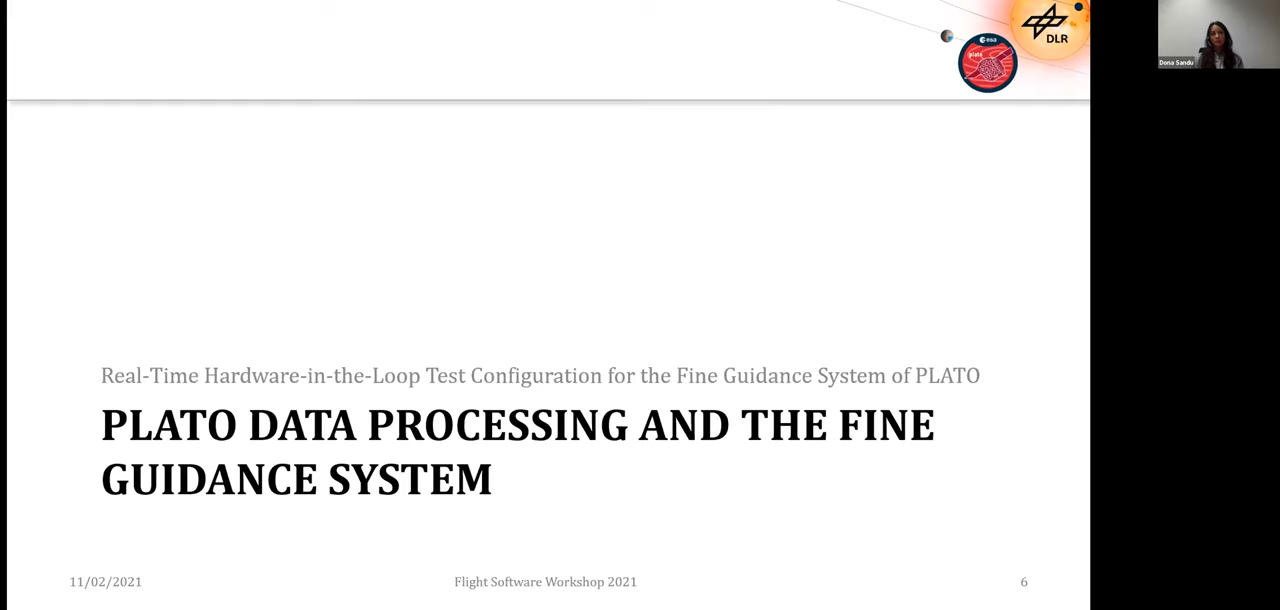 esa
plato
DLR
Dona Sandu
Real-Time Hardware-in-the-Loop Test Configuration for the Fine Guidance System of PLATO
PLATO DATA PROCESSING AND THE FINE
GUIDANCE SYSTEM
11/02/2021
Flight Software Workshop 2021
6